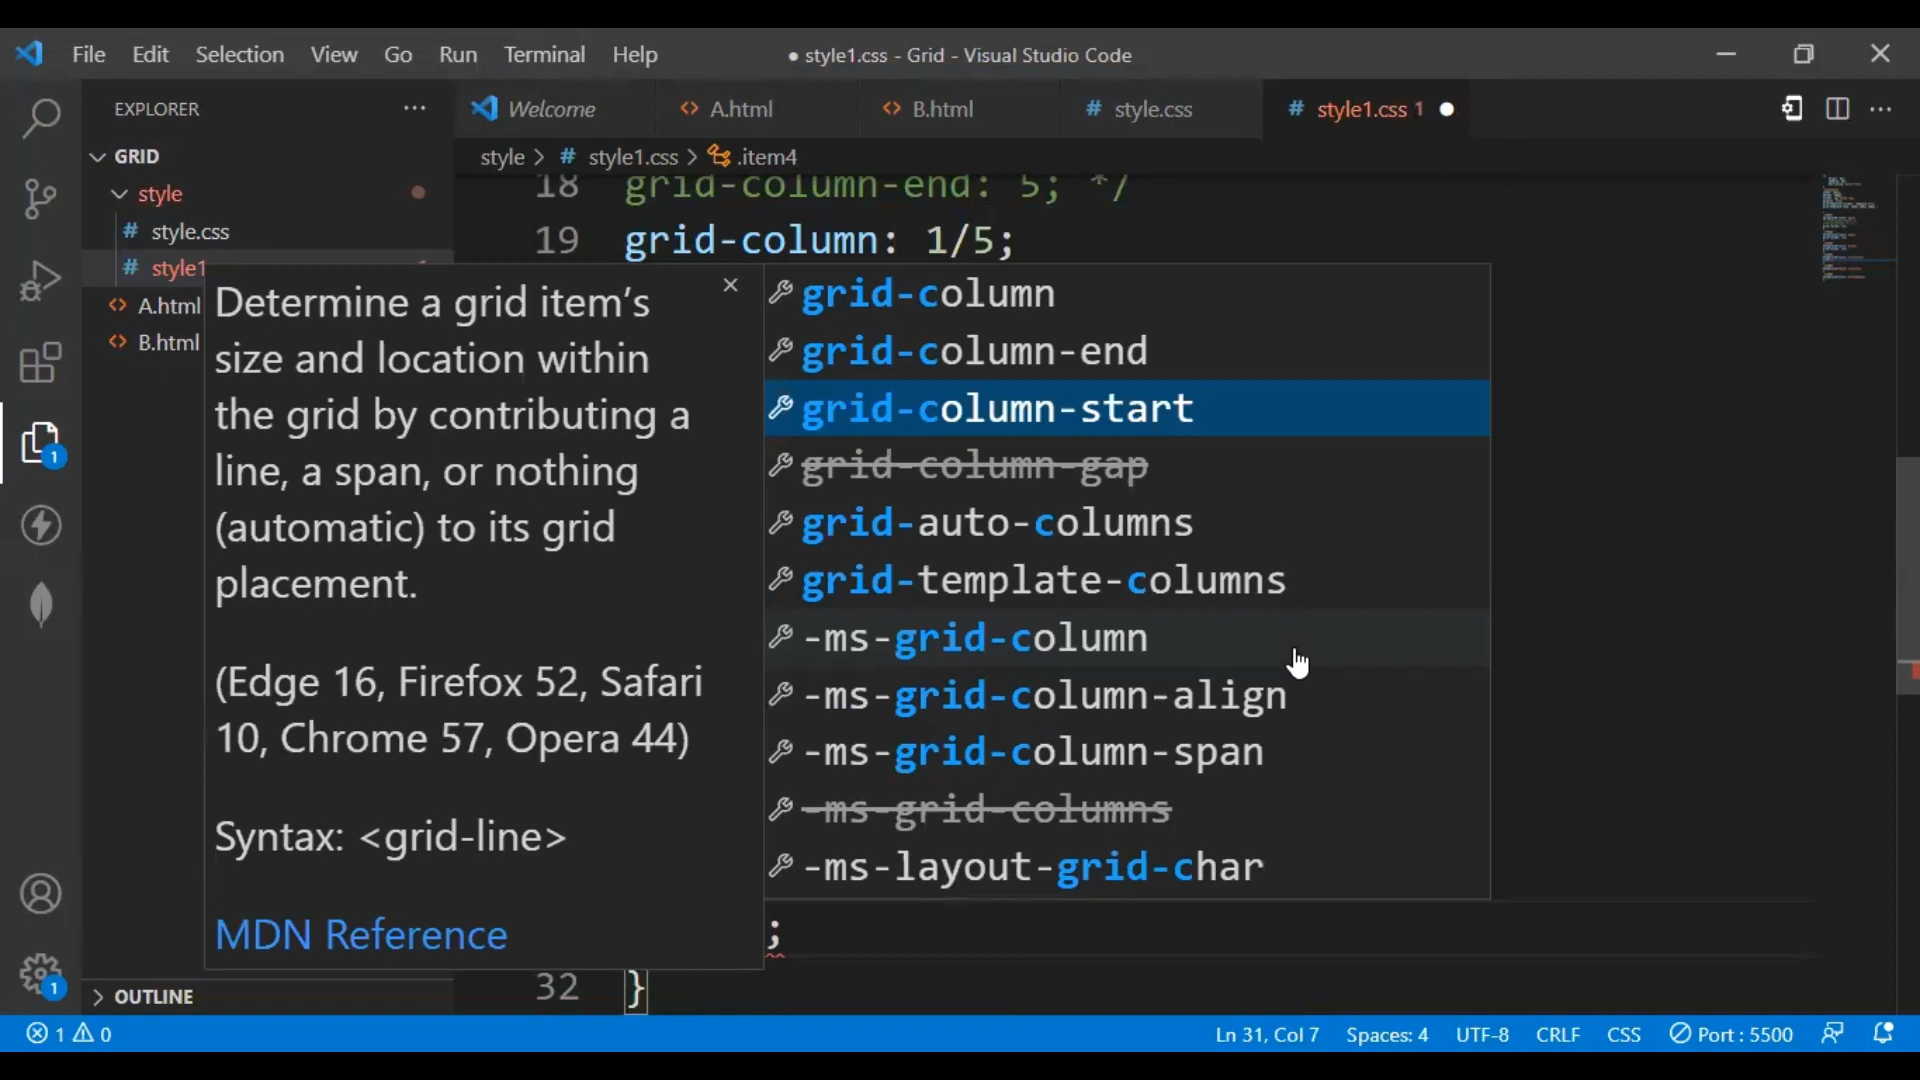 File Edit Selection View Go Run Terminal Help
● style1.css - Grid - Visual Studio Code
EXPLORER
Welcome
A.html
B.html
# style.css
# style1.css 1
GRID
style
# style.css
# style1
A.html
B.html
style > # style1.css > .item4
18 grid-column-end: 5; */
19 grid-column: 1/5;
Determine a grid item's
size and location within
the grid by contributing a
line, a span, or nothing
(automatic) to its grid
placement.
(Edge 16, Firefox 52, Safari
10, Chrome 57, Opera 44)
Syntax: <grid-line>
MDN Reference
grid-column
grid-column-end
grid-column-start
grid-column-gap
grid-auto-columns
grid-template-columns
-ms-grid-column
-ms-grid-column-align
-ms-grid-column-span
-ms-grid-columns
-ms-layout-grid-char
;
32 }
1
1
OUTLINE
1 0
Ln 31, Col 7 Spaces: 4 UTF-8 CRLF CSS Port : 5500